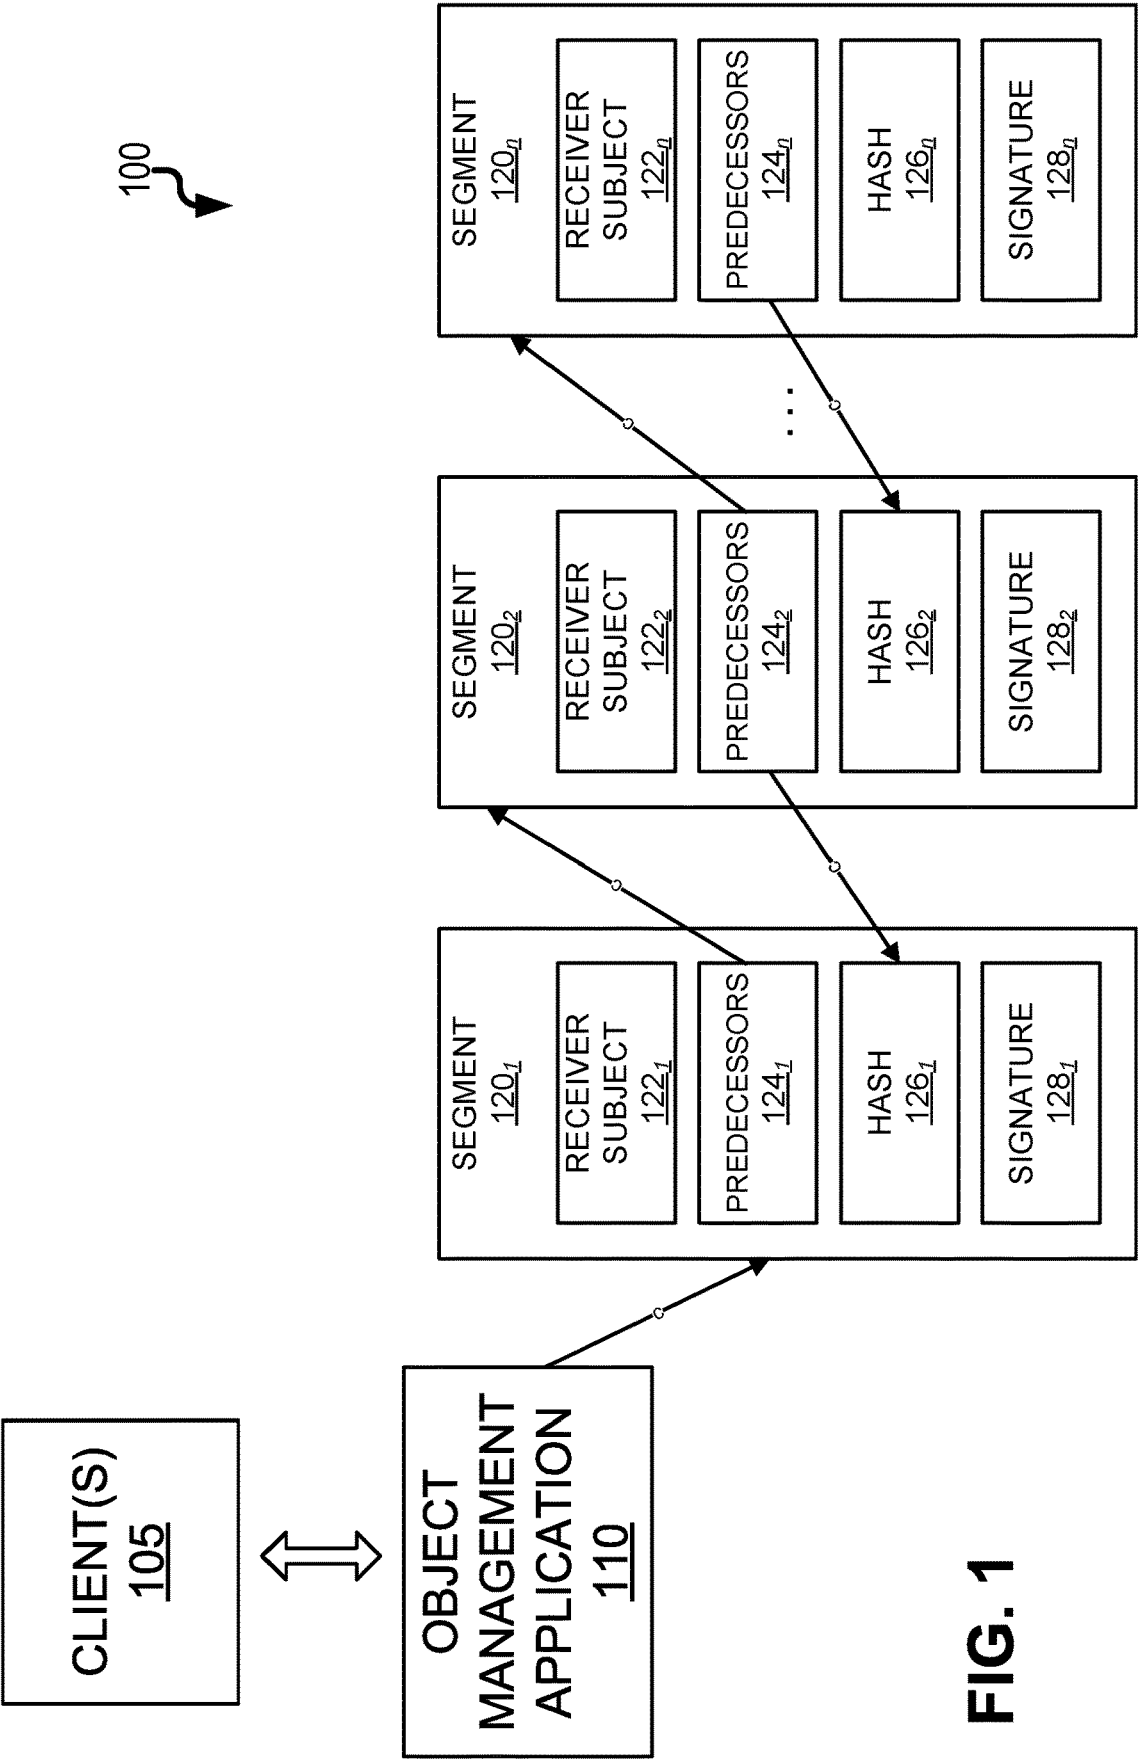 100
CLIENT(S)
105
OBJECT
MANAGEMENT
APPLICATION
110
SEGMENT
120₁
RECEIVER
SUBJECT
122₁
PREDECESSORS
124₁
HASH
126₁
SIGNATURE
128₁
SEGMENT
120₂
RECEIVER
SUBJECT
122₂
PREDECESSORS
124₂
HASH
126₂
SIGNATURE
128₂
. . .
SEGMENT
120ₙ
RECEIVER
SUBJECT
122ₙ
PREDECESSORS
124ₙ
HASH
126ₙ
SIGNATURE
128ₙ
FIG. 1